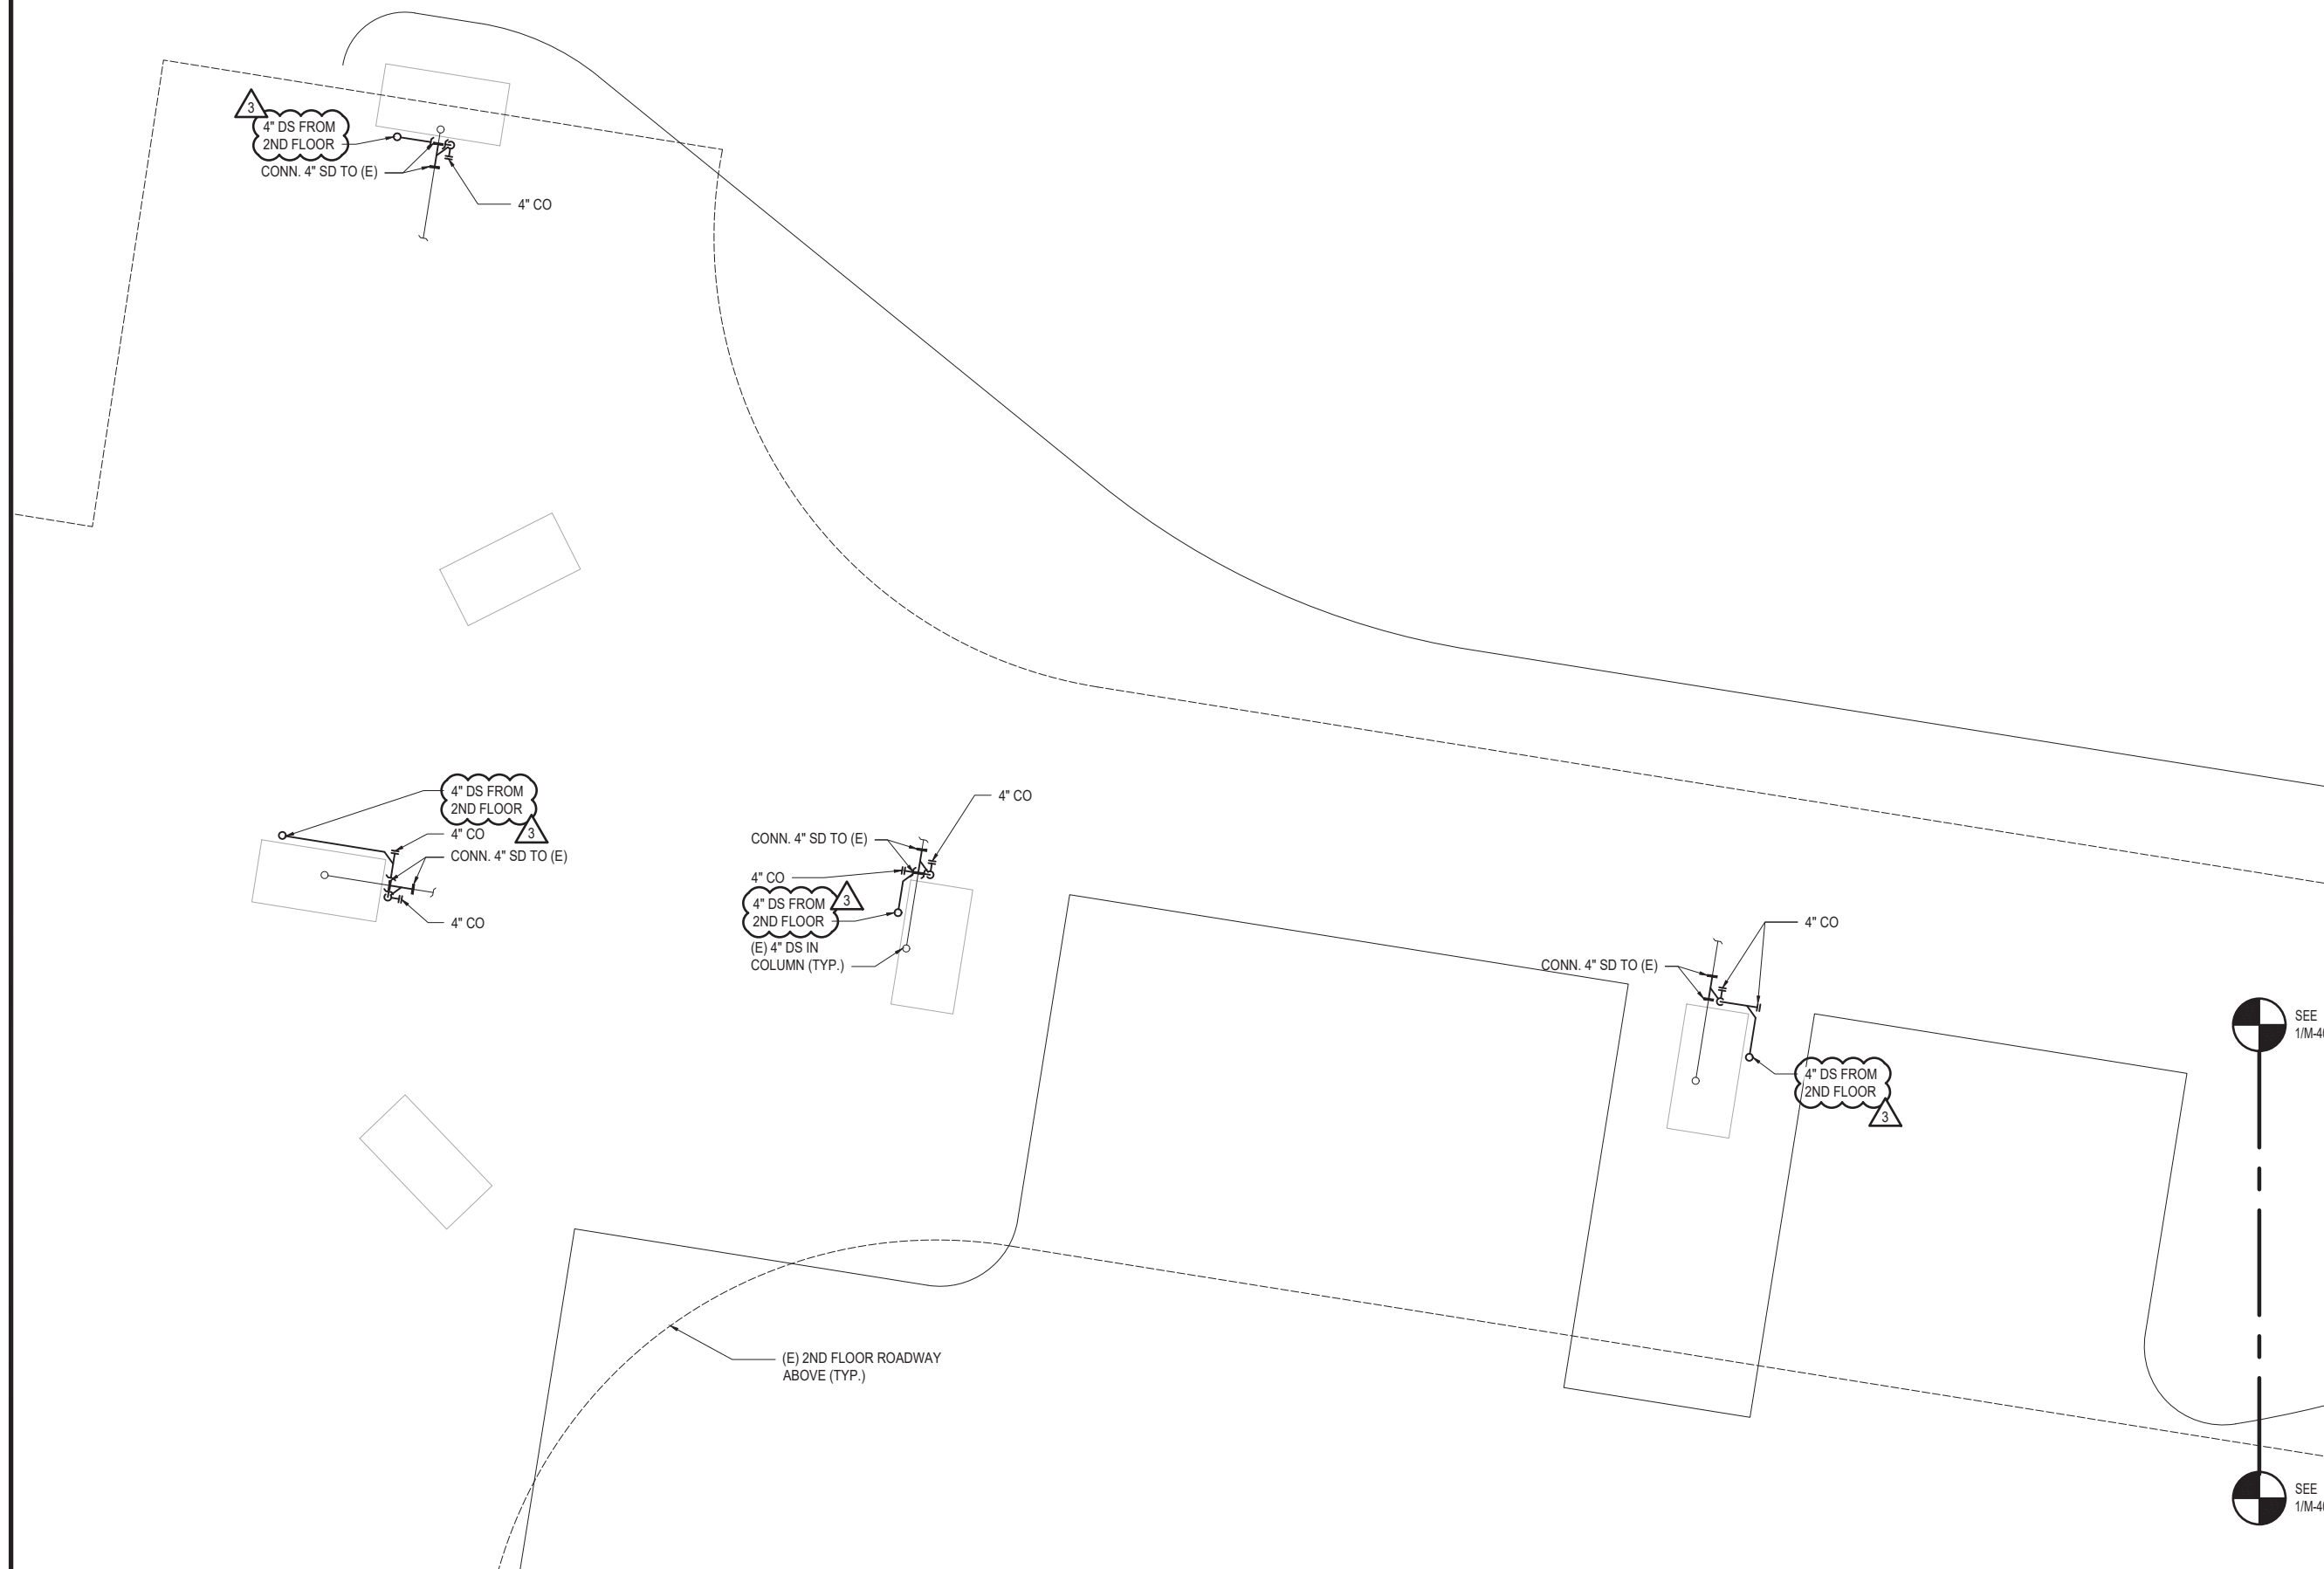 3
4" DS FROM
2ND FLOOR
CONN. 4" SD TO (E)
4" CO
4" DS FROM
2ND FLOOR
3
4" CO
CONN. 4" SD TO (E)
4" CO
4" CO
CONN. 4" SD TO (E)
4" CO
3
4" DS FROM
2ND FLOOR
(E) 4" DS IN
COLUMN (TYP.)
4" CO
CONN. 4" SD TO (E)
4" DS FROM
2ND FLOOR
3
SEE
(E) 2ND FLOOR ROADWAY
ABOVE (TYP.)
SEE